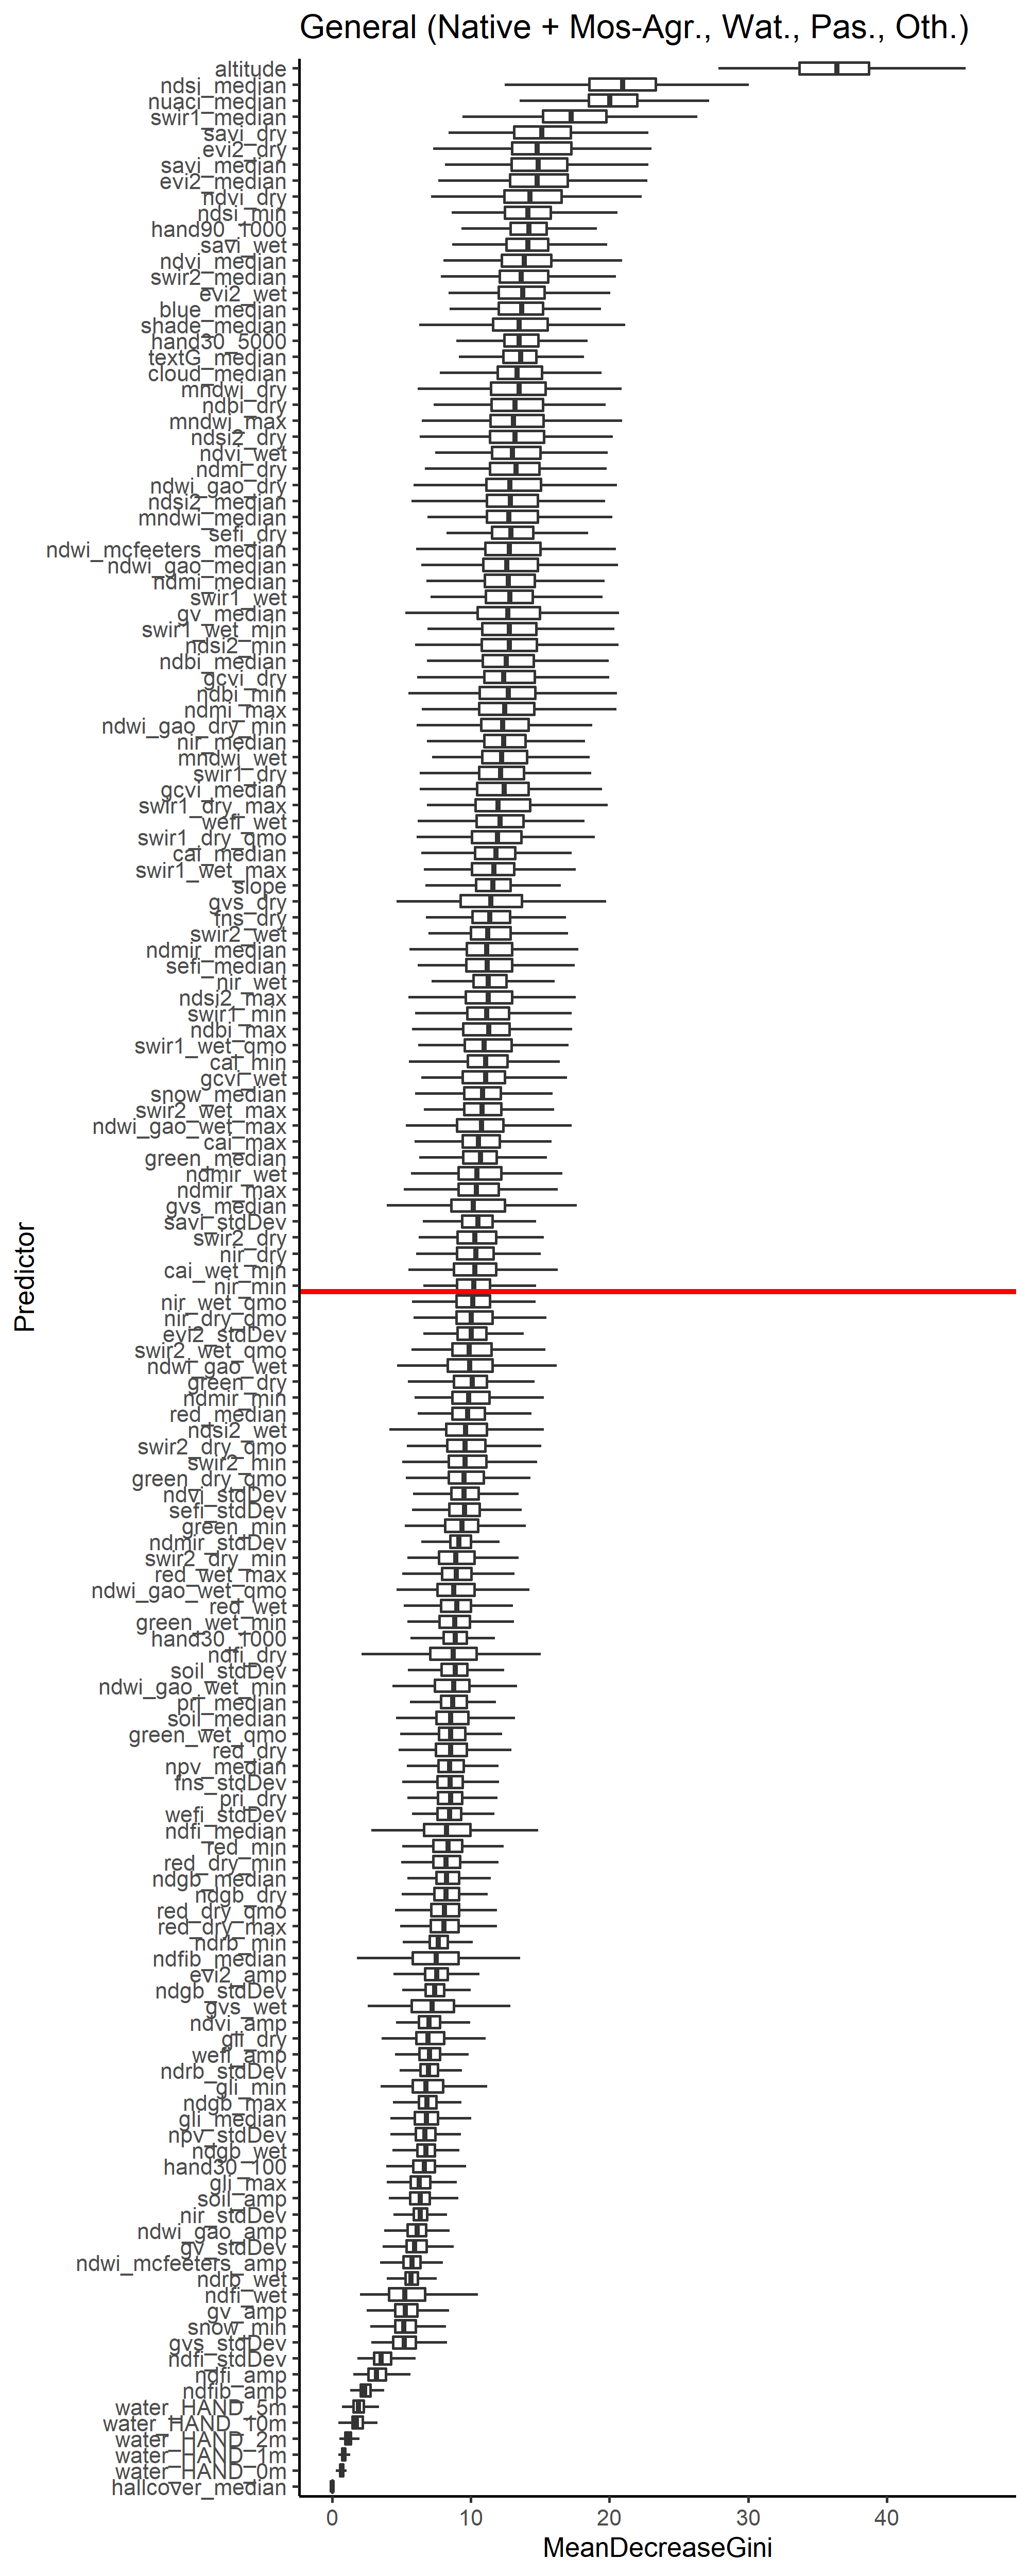 General (Native + Mos-Agr., Wat., Pas., Oth.)
altitude
ndsi_median
nuaci_median
swir1_median
savi_dry
evi2_dry
savi_median
evi2_median
ndvi_dry
ndsi_min
hand90_1000
savi_wet
ndvi_median
swir2_median
evi2_wet
blue_median
shade_median
hand30_5000
textG_median
cloud_median
mndwi_dry
ndbi_dry
mndwi_max
ndsi2_dry
ndvi_wet
ndmi_dry
ndwi_gao_dry
ndsi2_median
mndwi_median
sefi_dry
ndwi_mcfeeters_median
ndwi_gao_median
ndmi_median
swir1_wet
gv_median
swir1_wet_min
ndsi2_min
ndbi_median
gcvi_dry
ndbi_min
ndmi_max
ndwi_gao_dry_min
nir_median
mndwi_wet
swir1_dry
gcvi_median
swir1_dry_max
wefi_wet
swir1_dry_qmo
cai_median
swir1_wet_max
slope
gvs_dry
fns_dry
swir2_wet
ndmir_median
sefi_median
nir_wet
ndsi2_max
swir1_min
ndbi_max
swir1_wet_qmo
cai_min
gcvi_wet
snow_median
swir2_wet_max
ndwi_gao_wet_max
cai_max
green_median
ndmir_wet
ndmir_max
gvs_median
savi_stdDev
swir2_dry
nir_dry
cai_wet_min
nir_min
nir_wet_qmo
nir_dry_qmo
evi2_stdDev
swir2_wet_qmo
ndwi_gao_wet
green_dry
ndmir_min
red_median
ndsi2_wet
swir2_dry_qmo
swir2_min
green_dry_qmo
ndvi_stdDev
sefi_stdDev
green_min
ndmir_stdDev
swir2_dry_min
red_wet_max
ndwi_gao_wet_qmo
red_wet
green_wet_min
hand30_1000
ndfi_dry
soil_stdDev
ndwi_gao_wet_min
pri_median
soil_median
green_wet_qmo
red_dry
npv_median
fns_stdDev
pri_dry
wefi_stdDev
ndfi_median
red_min
red_dry_min
ndgb_median
ndgb_dry
red_dry_qmo
red_dry_max
ndrb_min
ndfib_median
evi2_amp
ndgb_stdDev
gvs_wet
ndvi_amp
gli_dry
wefi_amp
ndrb_stdDev
gli_min
ndgb_max
gli_median
npv_stdDev
ndgb_wet
hand30_100
gli_max
soil_amp
nir_stdDev
ndwi_gao_amp
gv_stdDev
ndwi_mcfeeters_amp
ndrb_wet
ndfi_wet
gv_amp
snow_min
gvs_stdDev
ndfi_stdDev
ndfi_amp
ndfib_amp
water_HAND_5m
water_HAND_10m
water_HAND_2m
water_HAND_1m
water_HAND_0m
hallcover_median
Predictor
0 10 20 30 40
MeanDecreaseGini